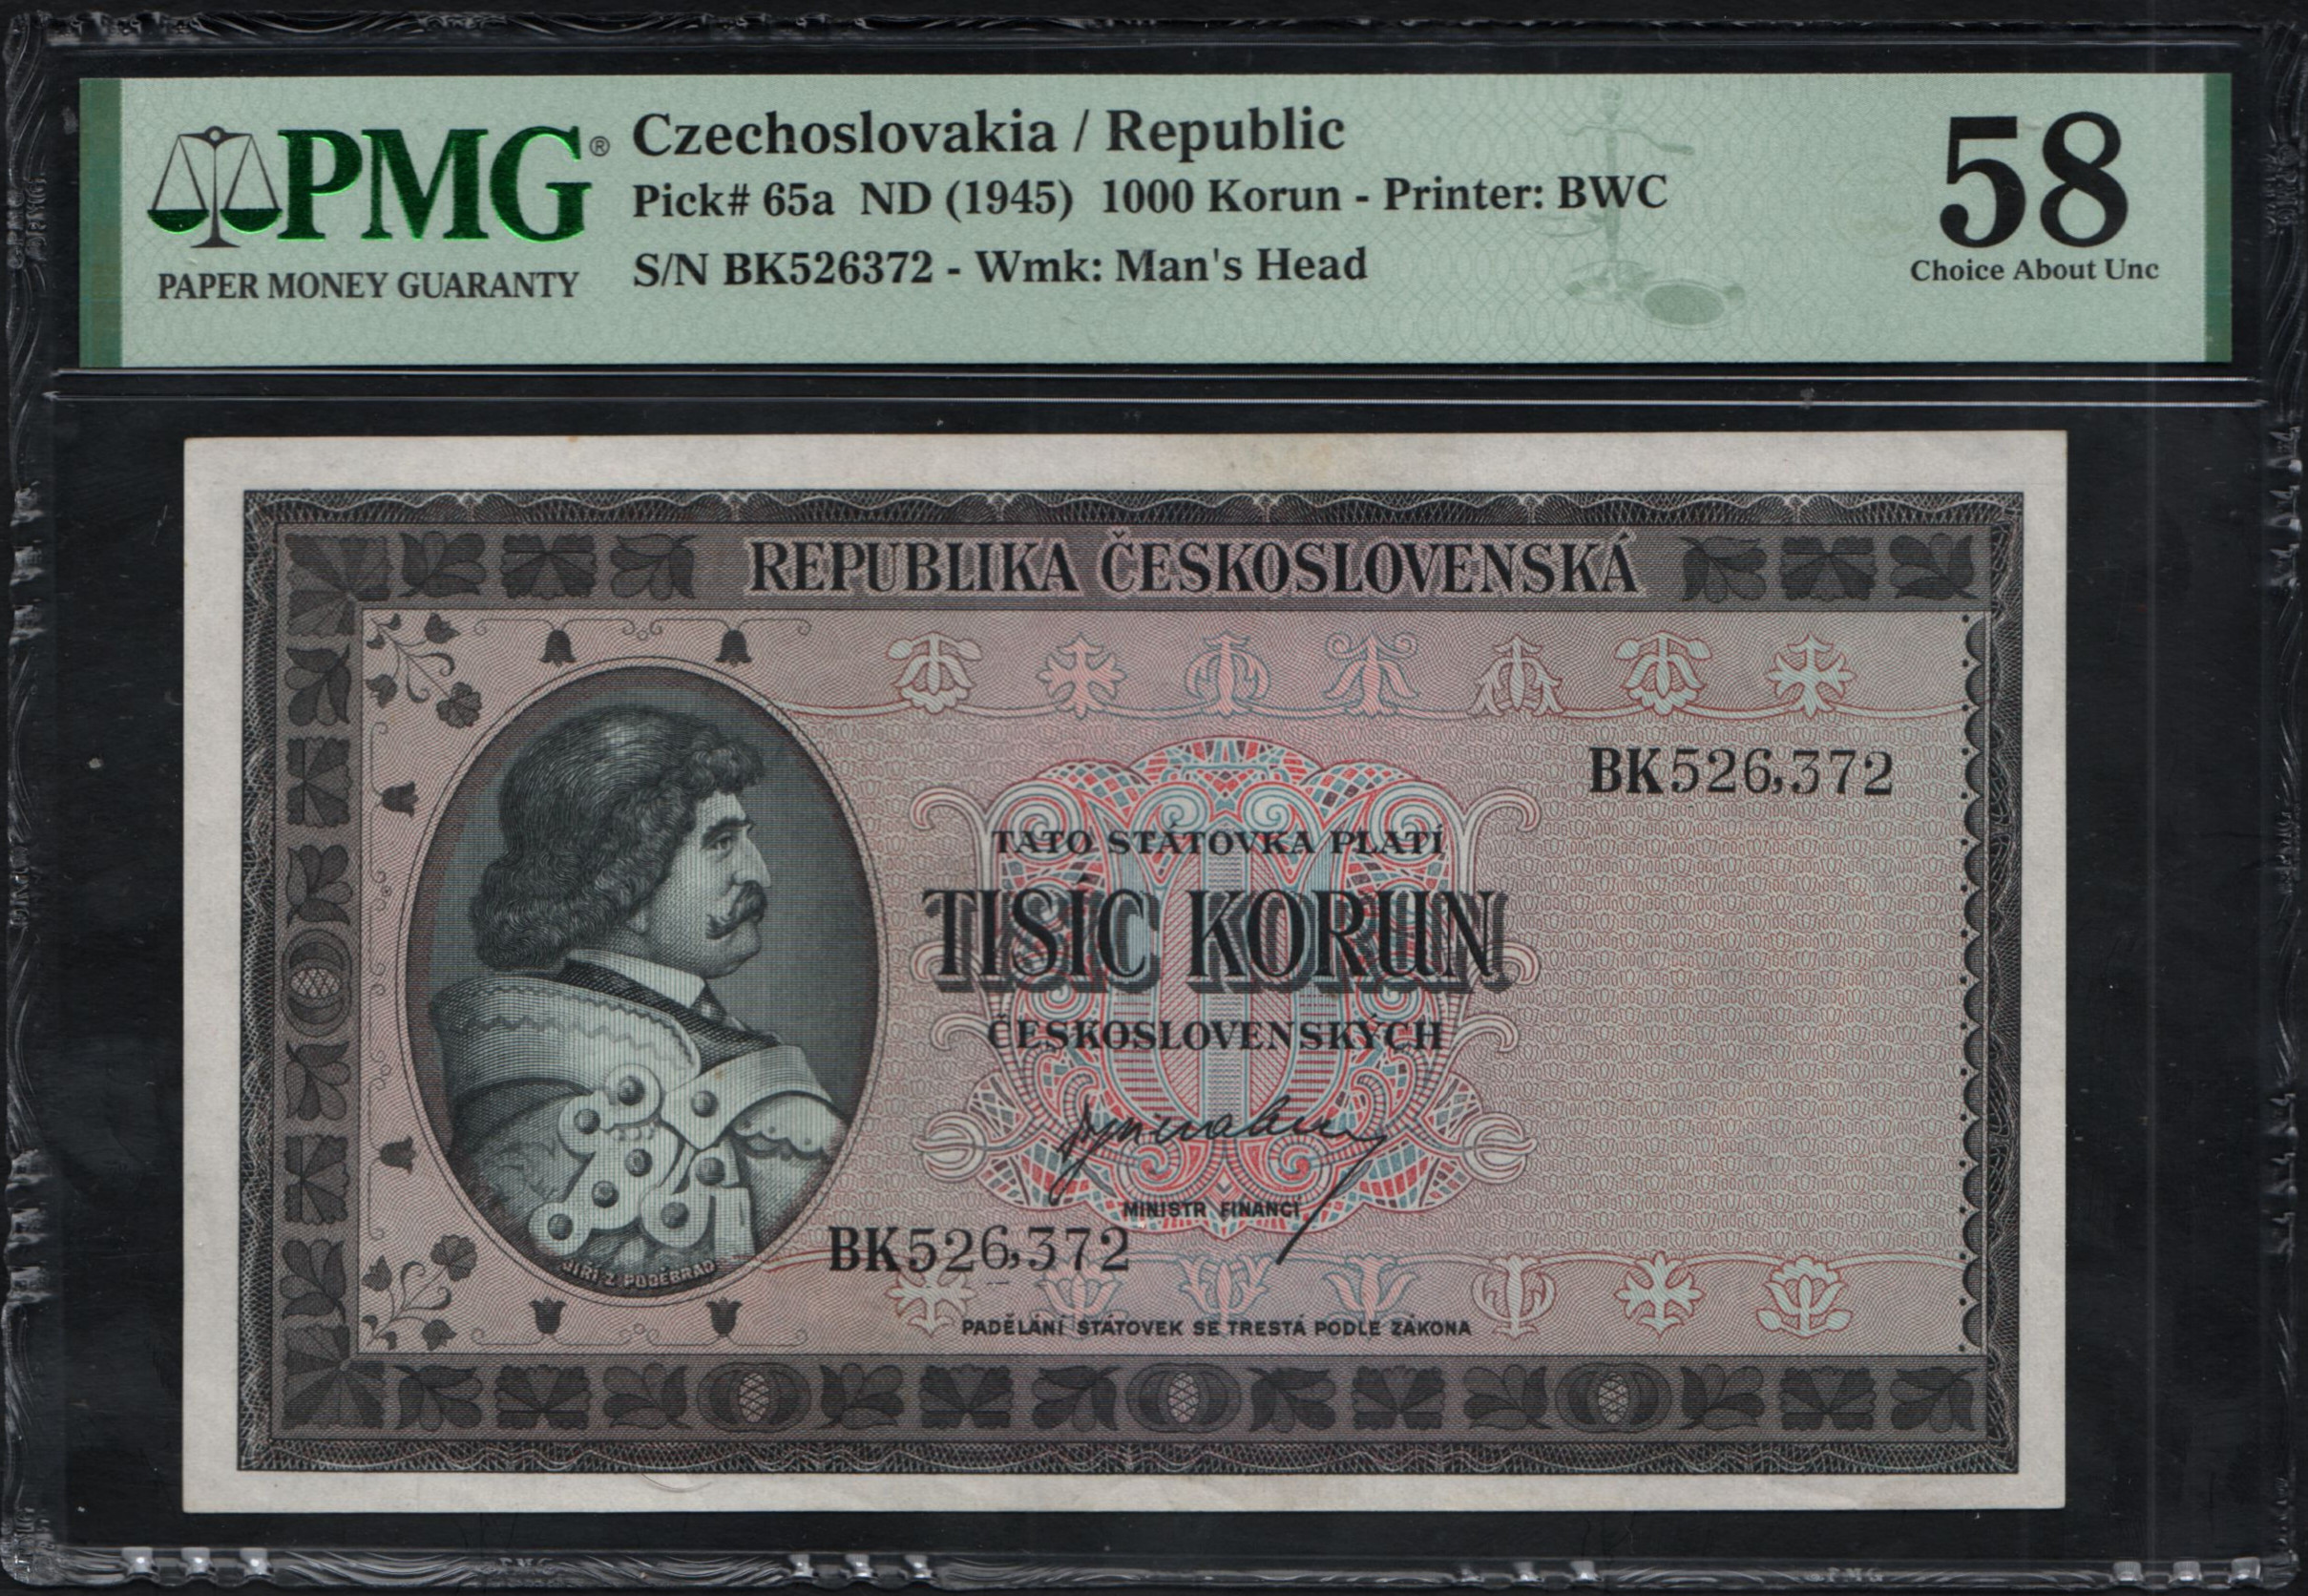 PMG®
PAPER MONEY GUARANTY
Czechoslovakia / Republic
Pick# 65a ND (1945) 1000 Korun - Printer: BWC
S/N BK526372 - Wmk: Man's Head
58
Choice About Unc
REPUBLIKA ČESKOSLOVENSKÁ
BK526,372
TATO STÁTOVKA PLATÍ
TISÍC KORUN
ČESKOSLOVENSKÝCH
MINISTR FINANCÍ
BK526,372
JIŘÍ Z PODĚBRAD
PADĚLÁNÍ STÁTOVEK SE TRESTÁ PODLE ZÁKONA